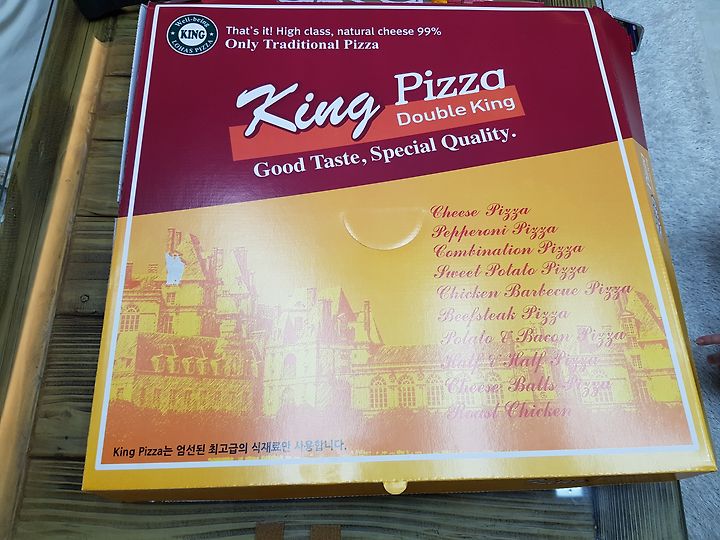 Well-being
KING
LOHAS PIZZA
That's it! High class, natural cheese 99%
Only Traditional Pizza
King Pizza
Double King
Good Taste, Special Quality.
Cheese Pizza
Pepperoni Pizza
Combination Pizza
Sweet Potato Pizza
Chicken Barbecue Pizza
Beefsteak Pizza
Potato & Bacon Pizza
Half & Half Pizza
Cheese Balls Pizza
Roast Chicken
King Pizza는 엄선된 최고급의 식재료만 사용합니다.